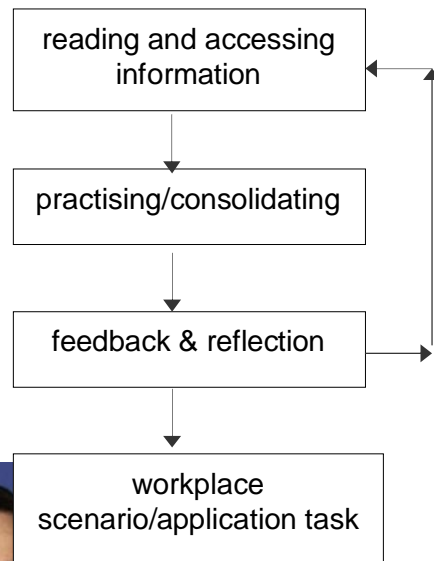 reading and accessing
information
practising/consolidating
feedback & reflection
workplace
scenario/application task